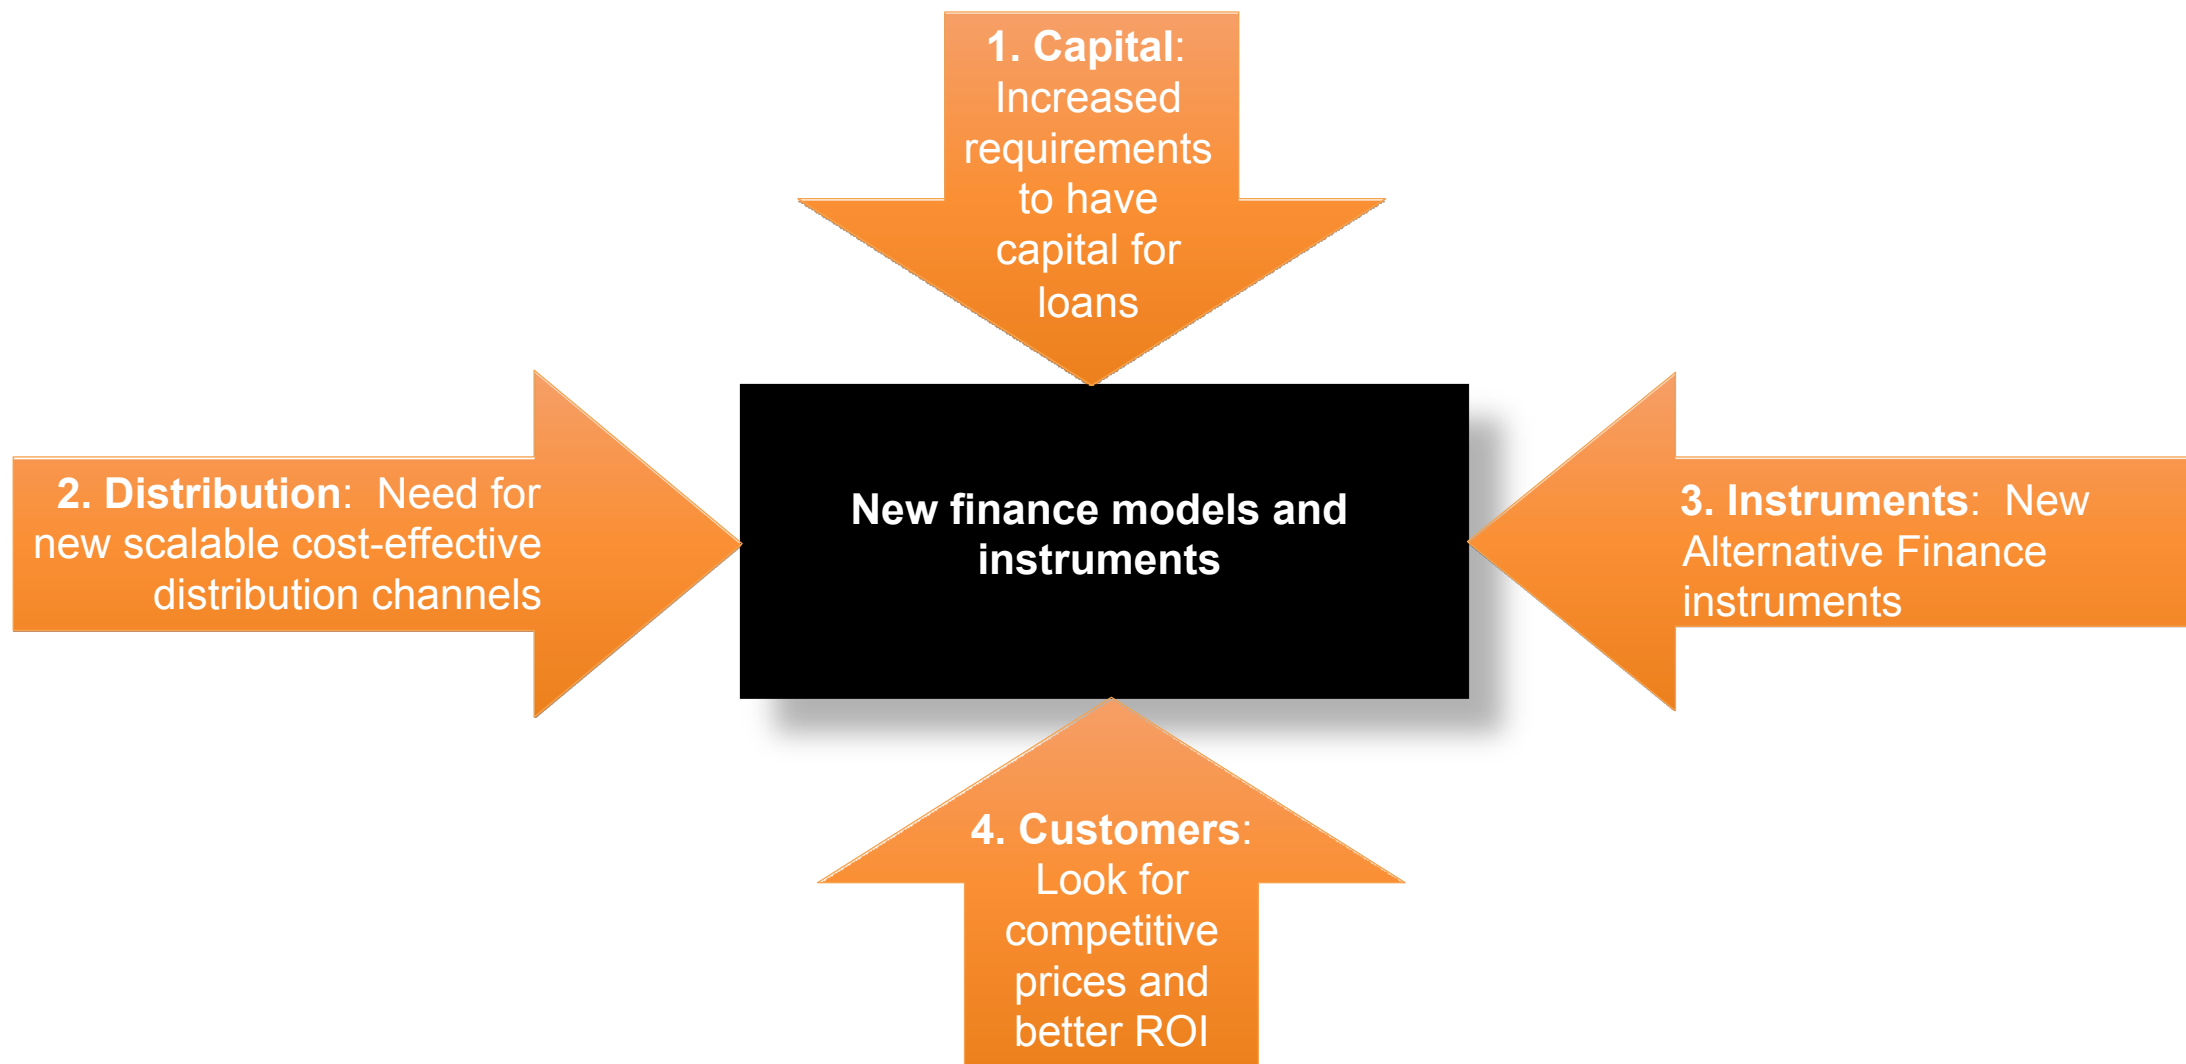 1. Capital:
Increased
requirements
to have
capital for
loans
2. Distribution:  Need for
new scalable cost-effective
distribution channels
New finance models and
instruments
3. Instruments:  New
Alternative Finance
instruments
4. Customers:
Look for
competitive
prices and
better ROI